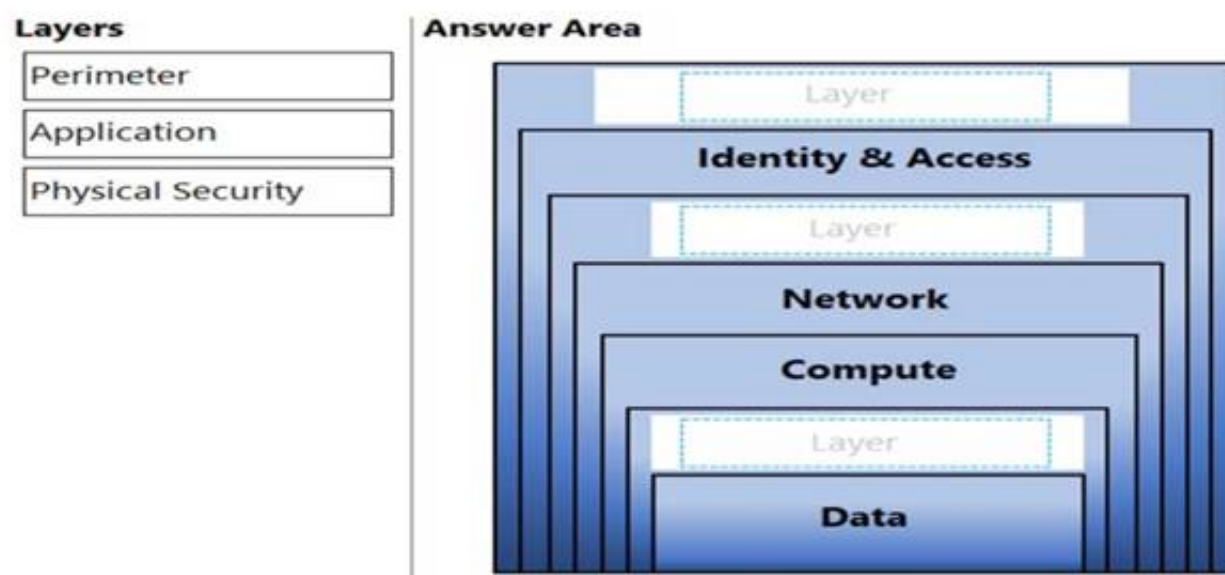 Layers
Perimeter
Application
Physical Security
Answer Area
Layer
Identity & Access
Layer
Network
Compute
Layer
Data